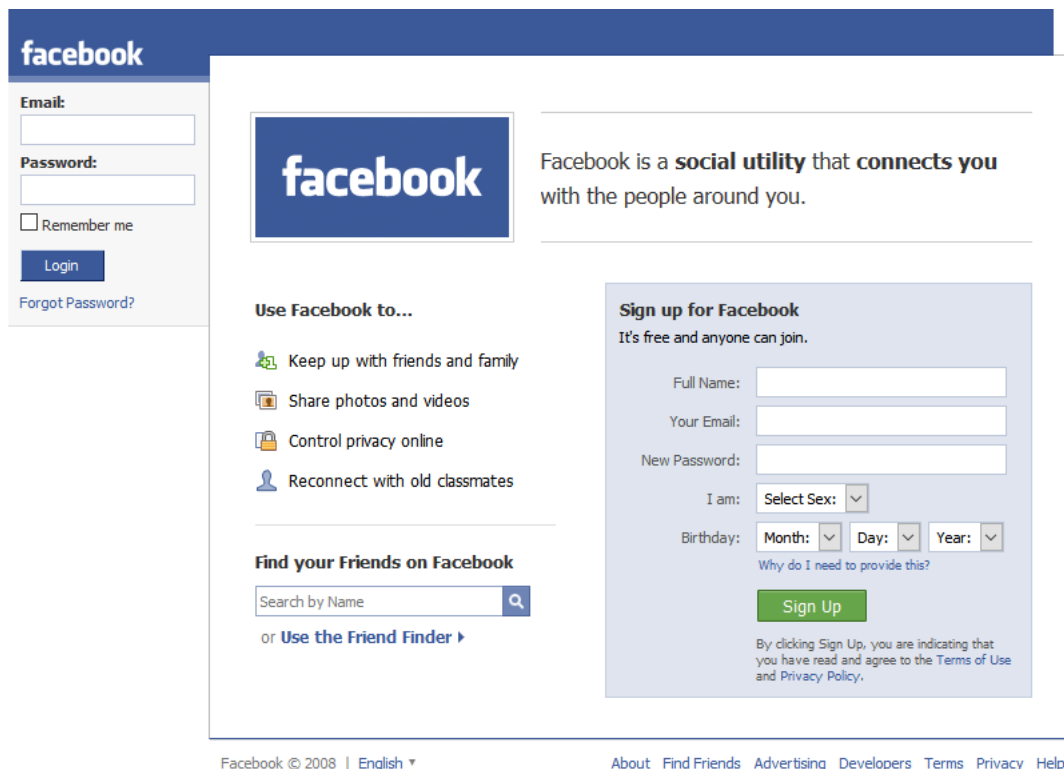 facebook
Email:
Password:
Remember me
Login
Forgot Password?
facebook
Facebook is a social utility that connects you
with the people around you.
Use Facebook to...
Keep up with friends and family
Share photos and videos
Control privacy online
Reconnect with old classmates
Find your Friends on Facebook
Search by Name
or Use the Friend Finder
Sign up for Facebook
It's free and anyone can join.
Full Name:
Your Email:
New Password:
I am: Select Sex:
Birthday: Month: Day: Year:
Why do I need to provide this?
Sign Up
By clicking Sign Up, you are indicating that
you have read and agree to the Terms of Use
and Privacy Policy.
Facebook © 2008 | English
About Find Friends Advertising Developers Terms Privacy Help